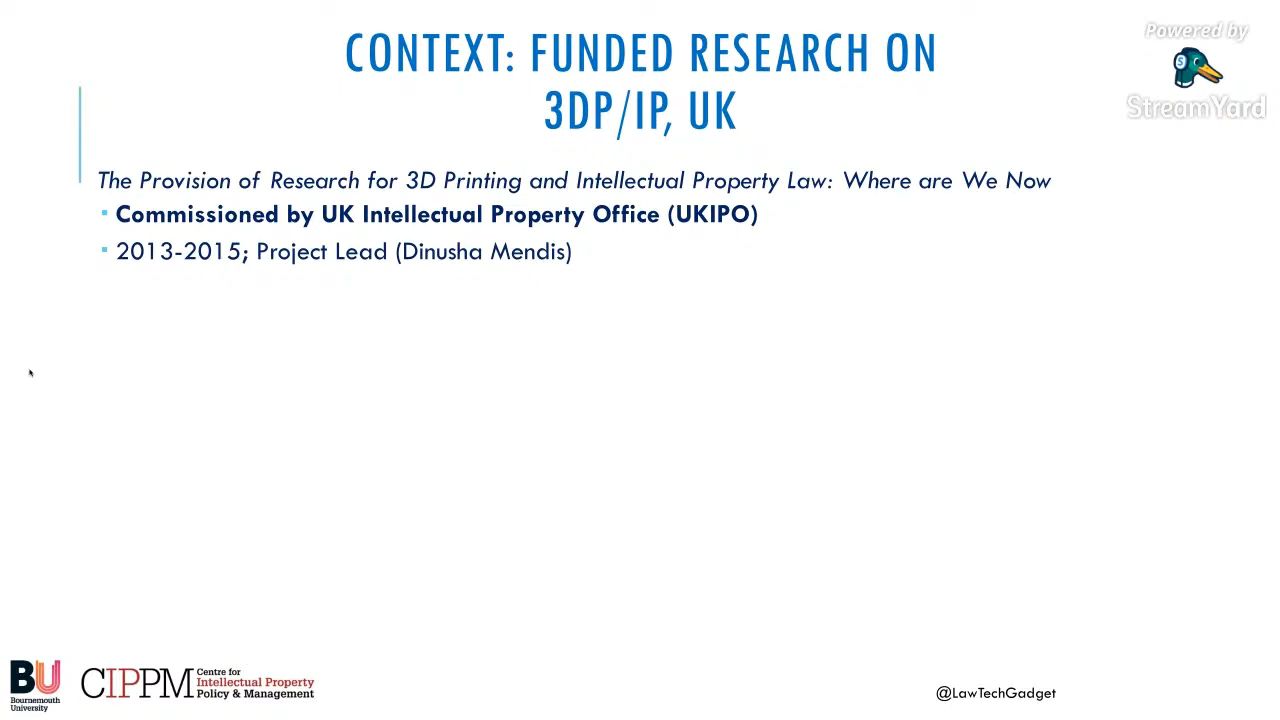 CONTEXT: FUNDED RESEARCH ON
3DP/IP, UK
Powered by
StreamYard
The Provision of Research for 3D Printing and Intellectual Property Law: Where are We Now
Commissioned by UK Intellectual Property Office (UKIPO)
2013-2015; Project Lead (Dinusha Mendis)
BU
Bournemouth
University
CIPPM
Centre for
Intellectual Property
Policy & Management
@LawTechGadget